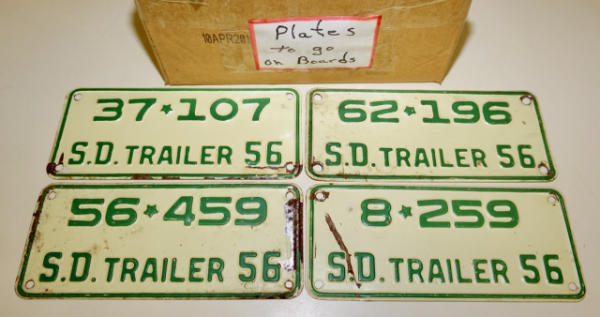 Plates
to go
on Boards
10APR201
37★107
S.D. TRAILER 56
62★196
S.D. TRAILER 56
56★459
S.D. TRAILER 56
8★259
S.D. TRAILER 56